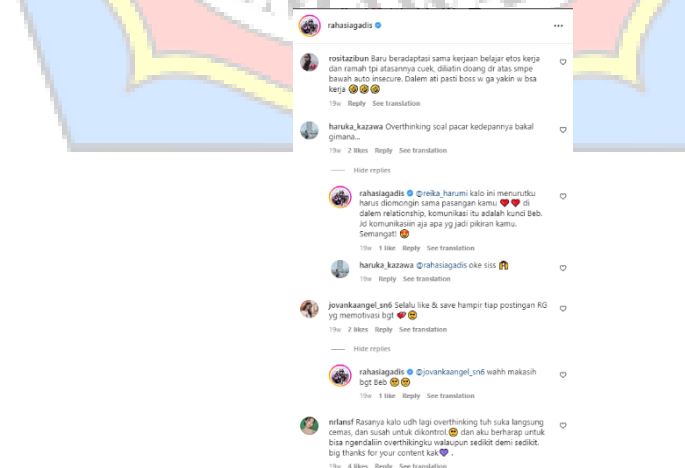 rahasiagadis
rositazibun Baru beradaptasi sama kerjaan belajar etos kerja
dan ramah tpi atasannya cuek, diliatin doang dr atas smpe
bawah auto insecure. Dalem ati pasti boss w ga yakin w bsa
kerja 🤣🤣🤣
19w Reply See translation
haruka_kazawa Overthinking soal pacar kedepannya bakal
gimana...
19w 2 likes Reply See translation
Hide replies
rahasiagadis @reika_harumi kalo ini menurutku
harus diomongin sama pasangan kamu ❤️❤️ di
dalem relationship, komunikasi itu adalah kunci Beb.
Jd komunikasiin aja apa yg jadi pikiran kamu.
Semangat! 🥰
19w 1 like Reply See translation
haruka_kazawa @rahasiagadis oke siss 🙆
19w Reply See translation
jovankaangel_sn6 Selalu like & save hampir tiap postingan RG
yg memotivasi bgt 💕🥺
19w 2 likes Reply See translation
Hide replies
rahasiagadis @jovankaangel_sn6 wahh makasih
bgt Beb 🥺🥺
19w 1 like Reply See translation
nrlansf Rasanya kalo udh lagi overthinking tuh suka langsung
cemas, dan susah untuk dikontrol.🥺 dan aku berharap untuk
bisa ngendaliin overthikingku walaupun sedikit demi sedikit.
big thanks for your content kak💜 .
19w 4 likes Reply See translation